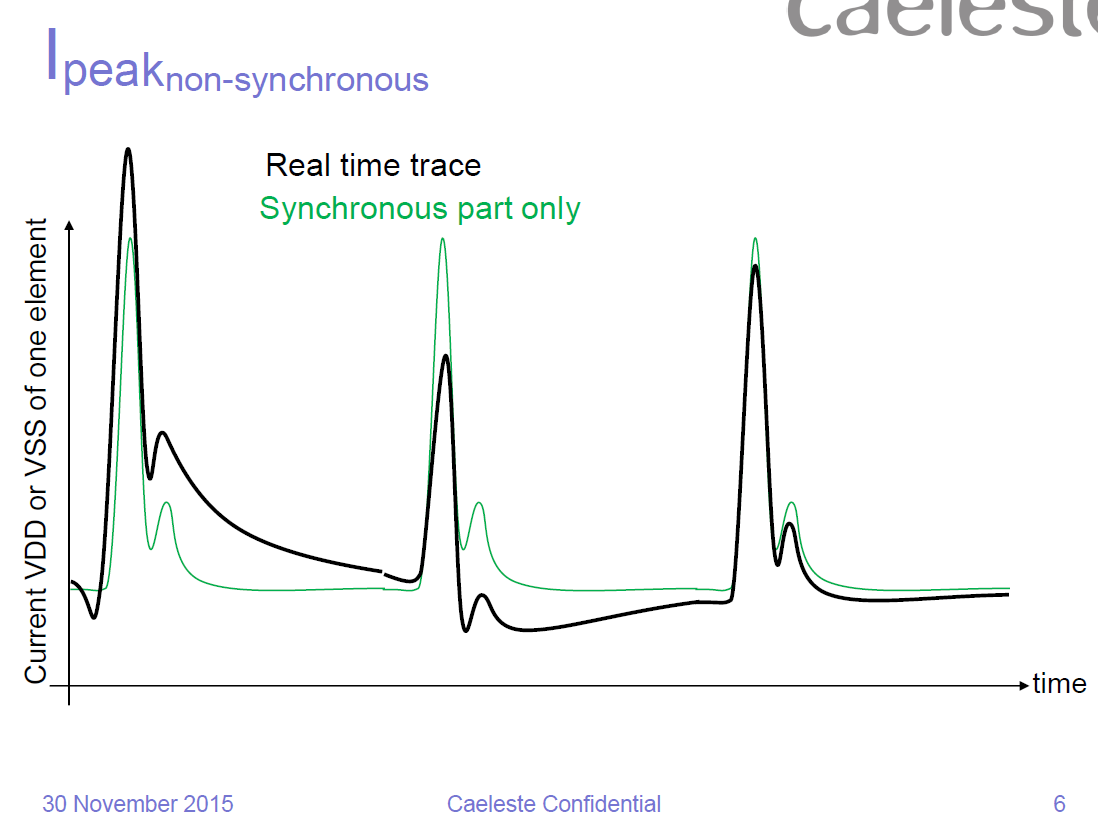 caeleste
Ipeaknon-synchronous
Real time trace
Synchronous part only
Current VDD or VSS of one element
time
30 November 2015
Caeleste Confidential
6